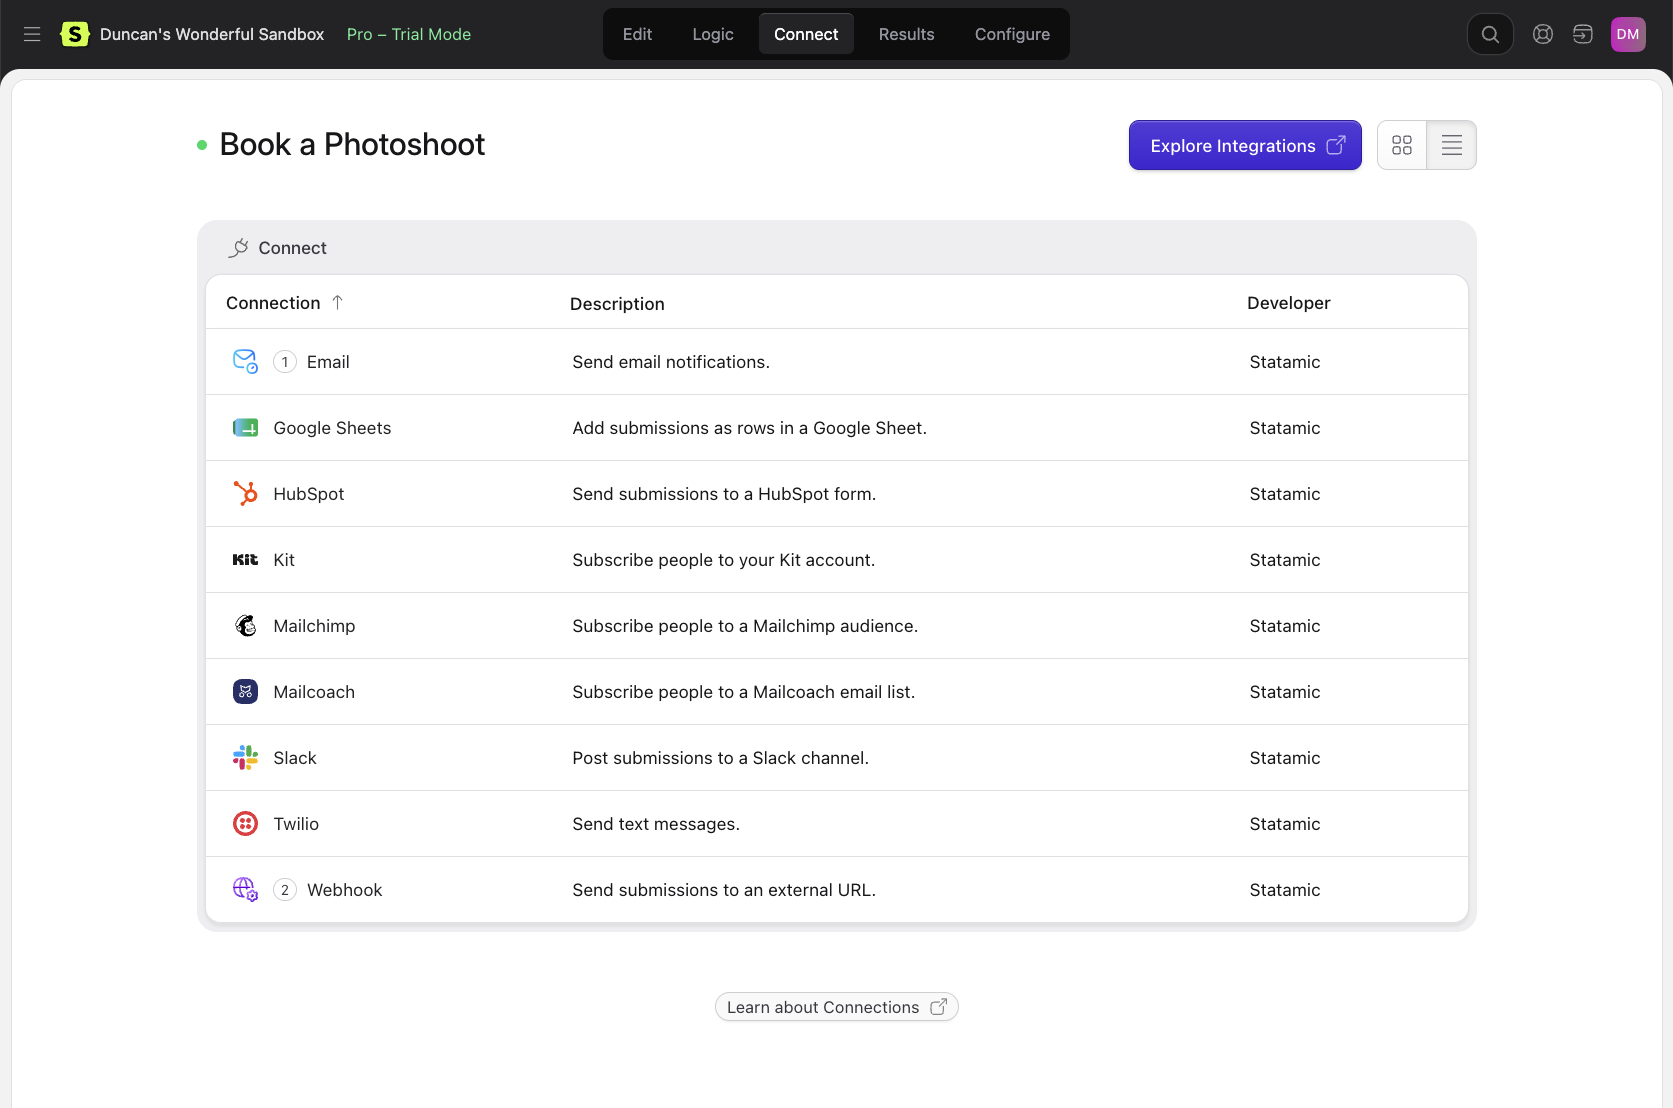 S Duncan's Wonderful Sandbox Pro – Trial Mode Edit Logic Connect Results Configure DM
Book a Photoshoot Explore Integrations
Connect
Connection ↑ Description Developer
1 Email Send email notifications. Statamic
Google Sheets Add submissions as rows in a Google Sheet. Statamic
HubSpot Send submissions to a HubSpot form. Statamic
Kit Kit Subscribe people to your Kit account. Statamic
Mailchimp Subscribe people to a Mailchimp audience. Statamic
Mailcoach Subscribe people to a Mailcoach email list. Statamic
Slack Post submissions to a Slack channel. Statamic
Twilio Send text messages. Statamic
2 Webhook Send submissions to an external URL. Statamic
Learn about Connections